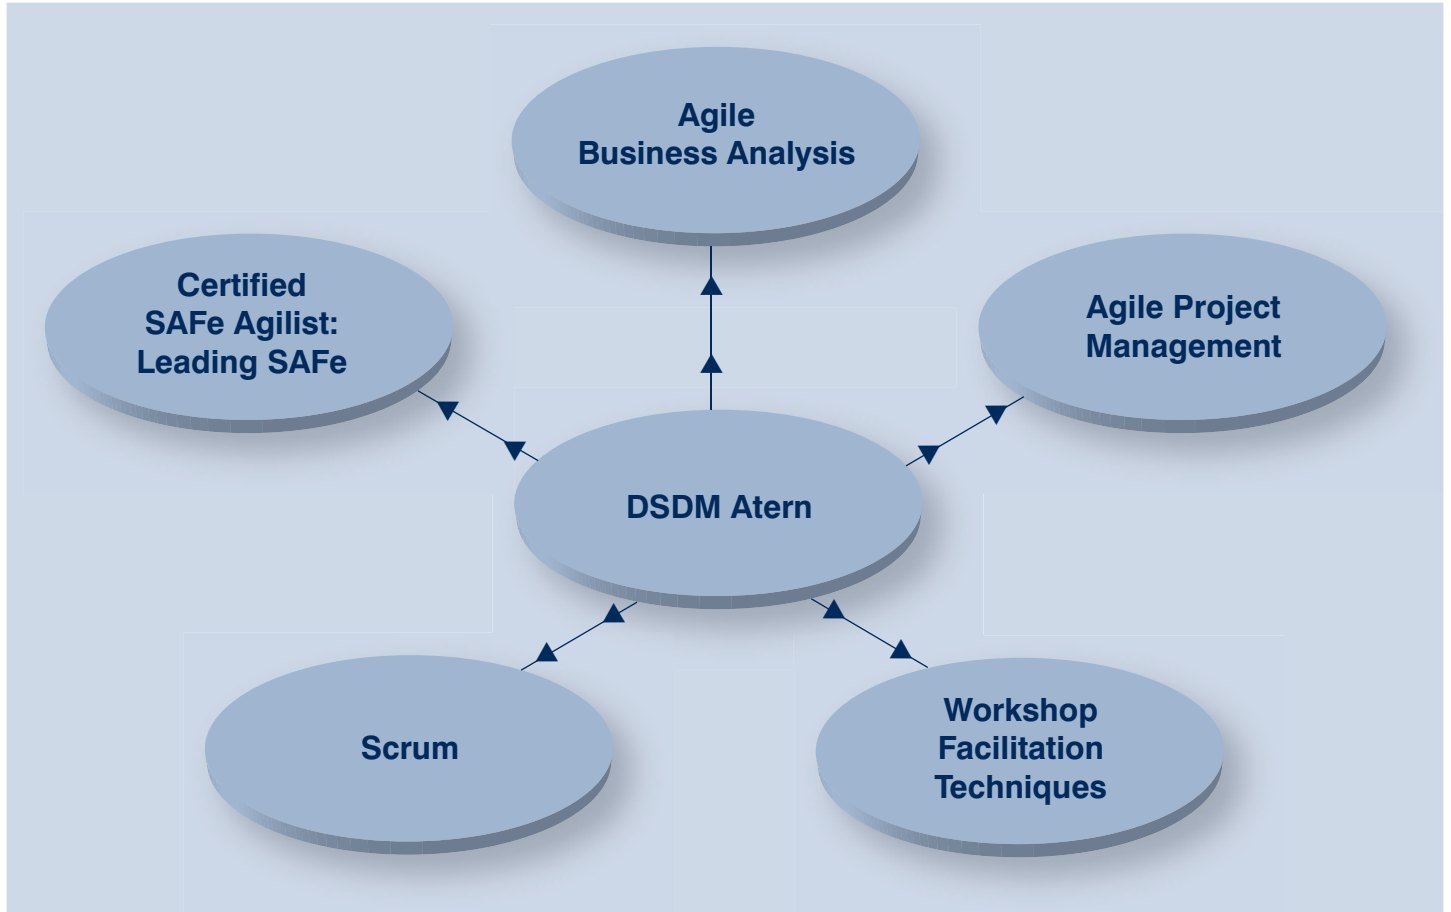 Agile
Business Analysis
Certified
SAFe Agilist:
Leading SAFe
Agile Project
Management
DSDM Atern
Scrum
Workshop
Facilitation
Techniques